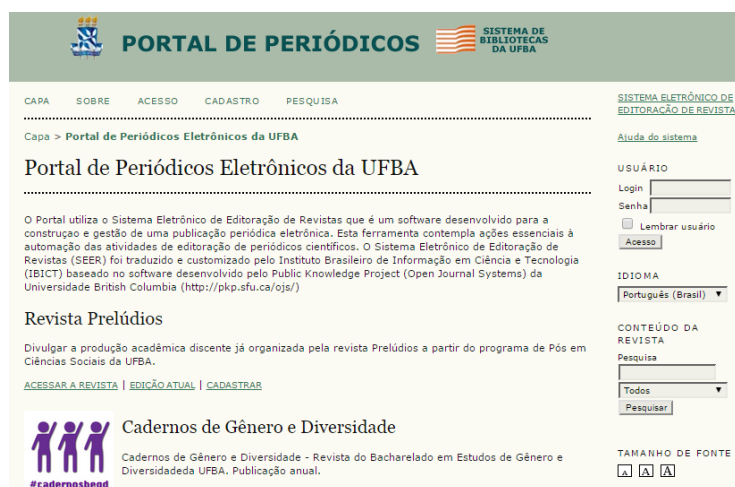 PORTAL DE PERIÓDICOS
SISTEMA DE
BIBLIOTECAS
DA UFBA
CAPA SOBRE ACESSO CADASTRO PESQUISA
Capa > Portal de Periódicos Eletrônicos da UFBA
Portal de Periódicos Eletrônicos da UFBA
O Portal utiliza o Sistema Eletrônico de Editoração de Revistas que é um software desenvolvido para a
construçao e gestão de uma publicação periódica eletrônica. Esta ferramenta contempla ações essenciais à
automação das atividades de editoração de periódicos científicos. O Sistema Eletrônico de Editoração de
Revistas (SEER) foi traduzido e customizado pelo Instituto Brasileiro de Informação em Ciência e Tecnologia
(IBICT) baseado no software desenvolvido pelo Public Knowledge Project (Open Journal Systems) da
Universidade British Columbia (http://pkp.sfu.ca/ojs/)
Revista Prelúdios
Divulgar a produção acadêmica discente já organizada pela revista Prelúdios a partir do programa de Pós em
Ciências Sociais da UFBA.
ACESSAR A REVISTA | EDIÇÃO ATUAL | CADASTRAR
#cadernosbegd
Cadernos de Gênero e Diversidade
Cadernos de Gênero e Diversidade - Revista do Bacharelado em Estudos de Gênero e
Diversidadeda UFBA. Publicação anual.
SISTEMA ELETRÔNICO DE
EDITORAÇÃO DE REVISTA
Ajuda do sistema
USUÁRIO
Login
Senha
Lembrar usuário
Acesso
IDIOMA
Português (Brasil)
CONTEÚDO DA
REVISTA
Pesquisa
Todos
Pesquisar
TAMANHO DE FONTE
A A A